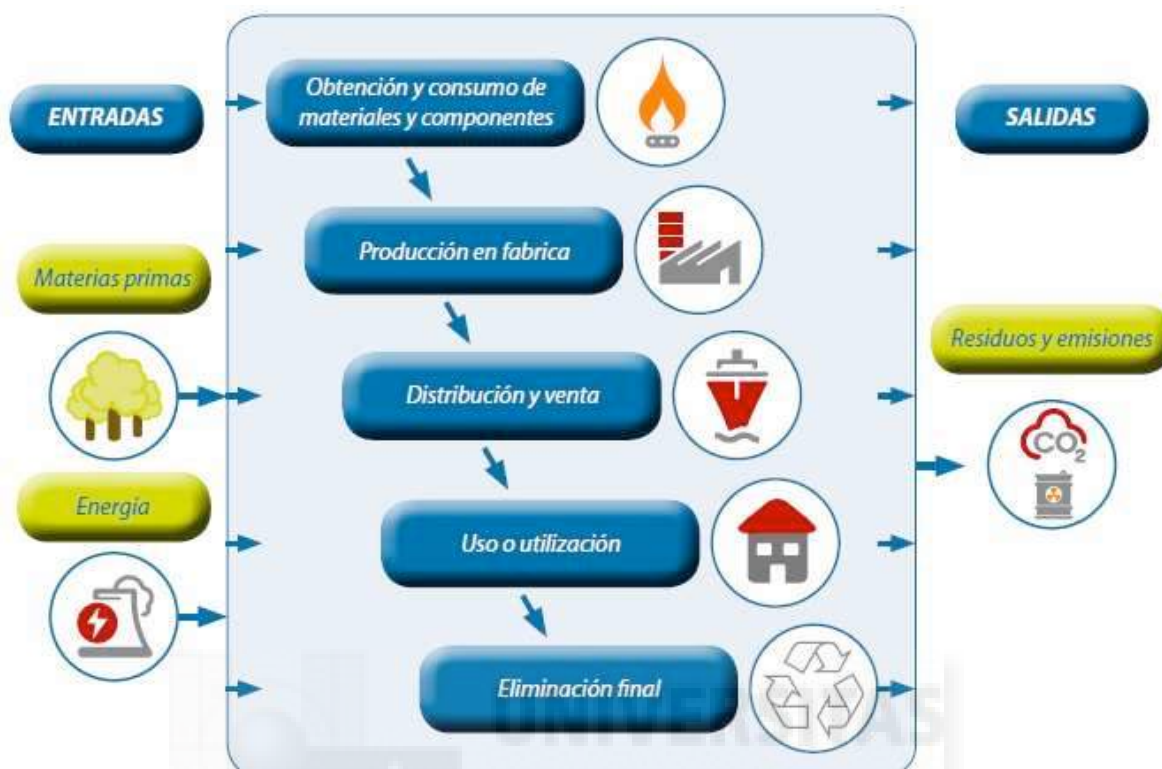 ENTRADAS
Obtención y consumo de
materiales y componentes
SALIDAS
Producción en fabrica
Materias primas
Residuos y emisiones
Distribución y venta
CO2
Energía
Uso o utilización
Eliminación final
UNIVERSITAS